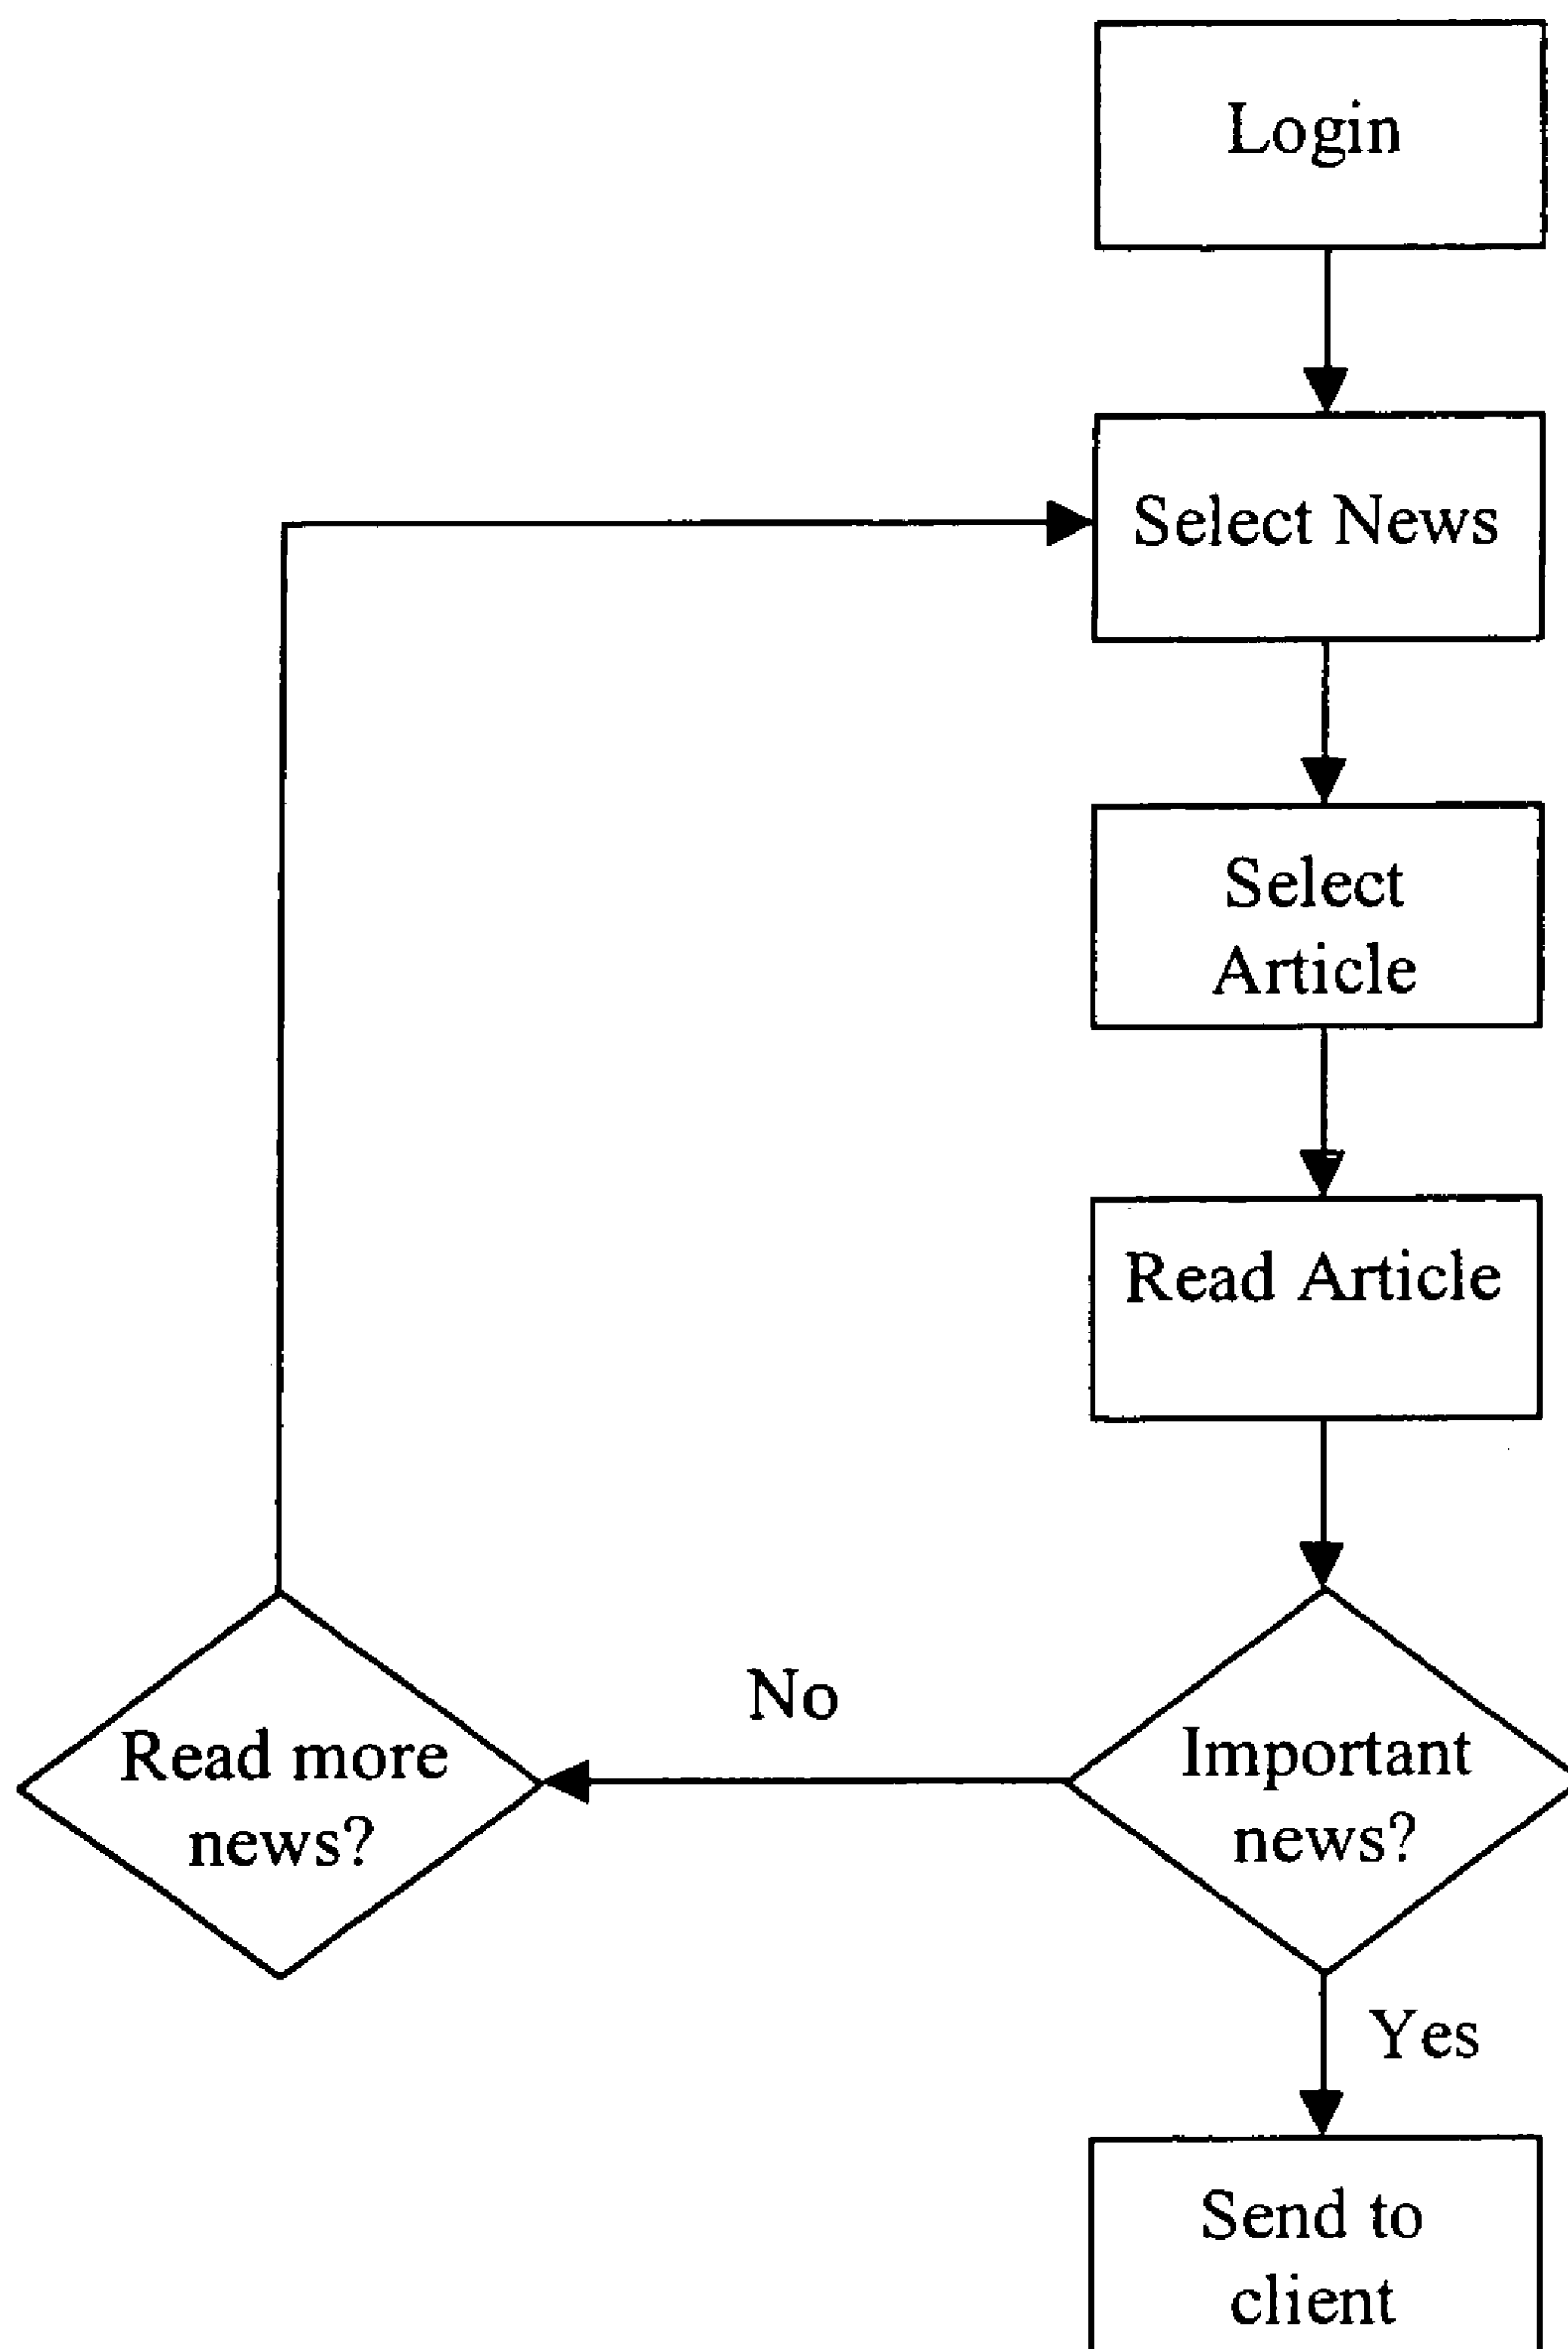 Login
Select News
Select
Article
Read Article
No
Read more
news?
Important
news?
Yes
Send to
client